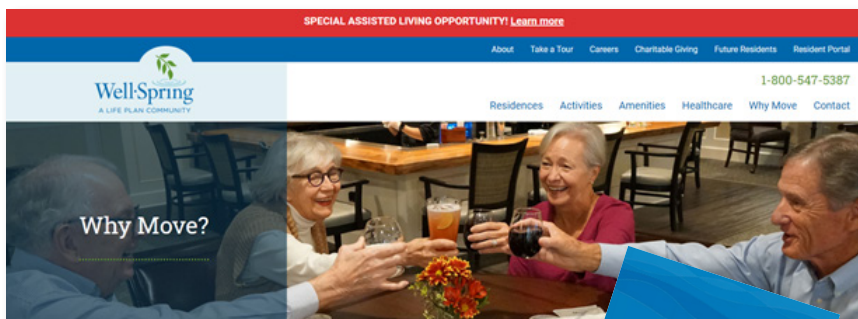 SPECIAL ASSISTED LIVING OPPORTUNITY! Learn more
About Take a Tour Careers Charitable Giving Future Residents Resident Portal
Well·Spring
A LIFE PLAN COMMUNITY
1-800-547-5387
Residences Activities Amenities Healthcare Why Move Contact
Why Move?